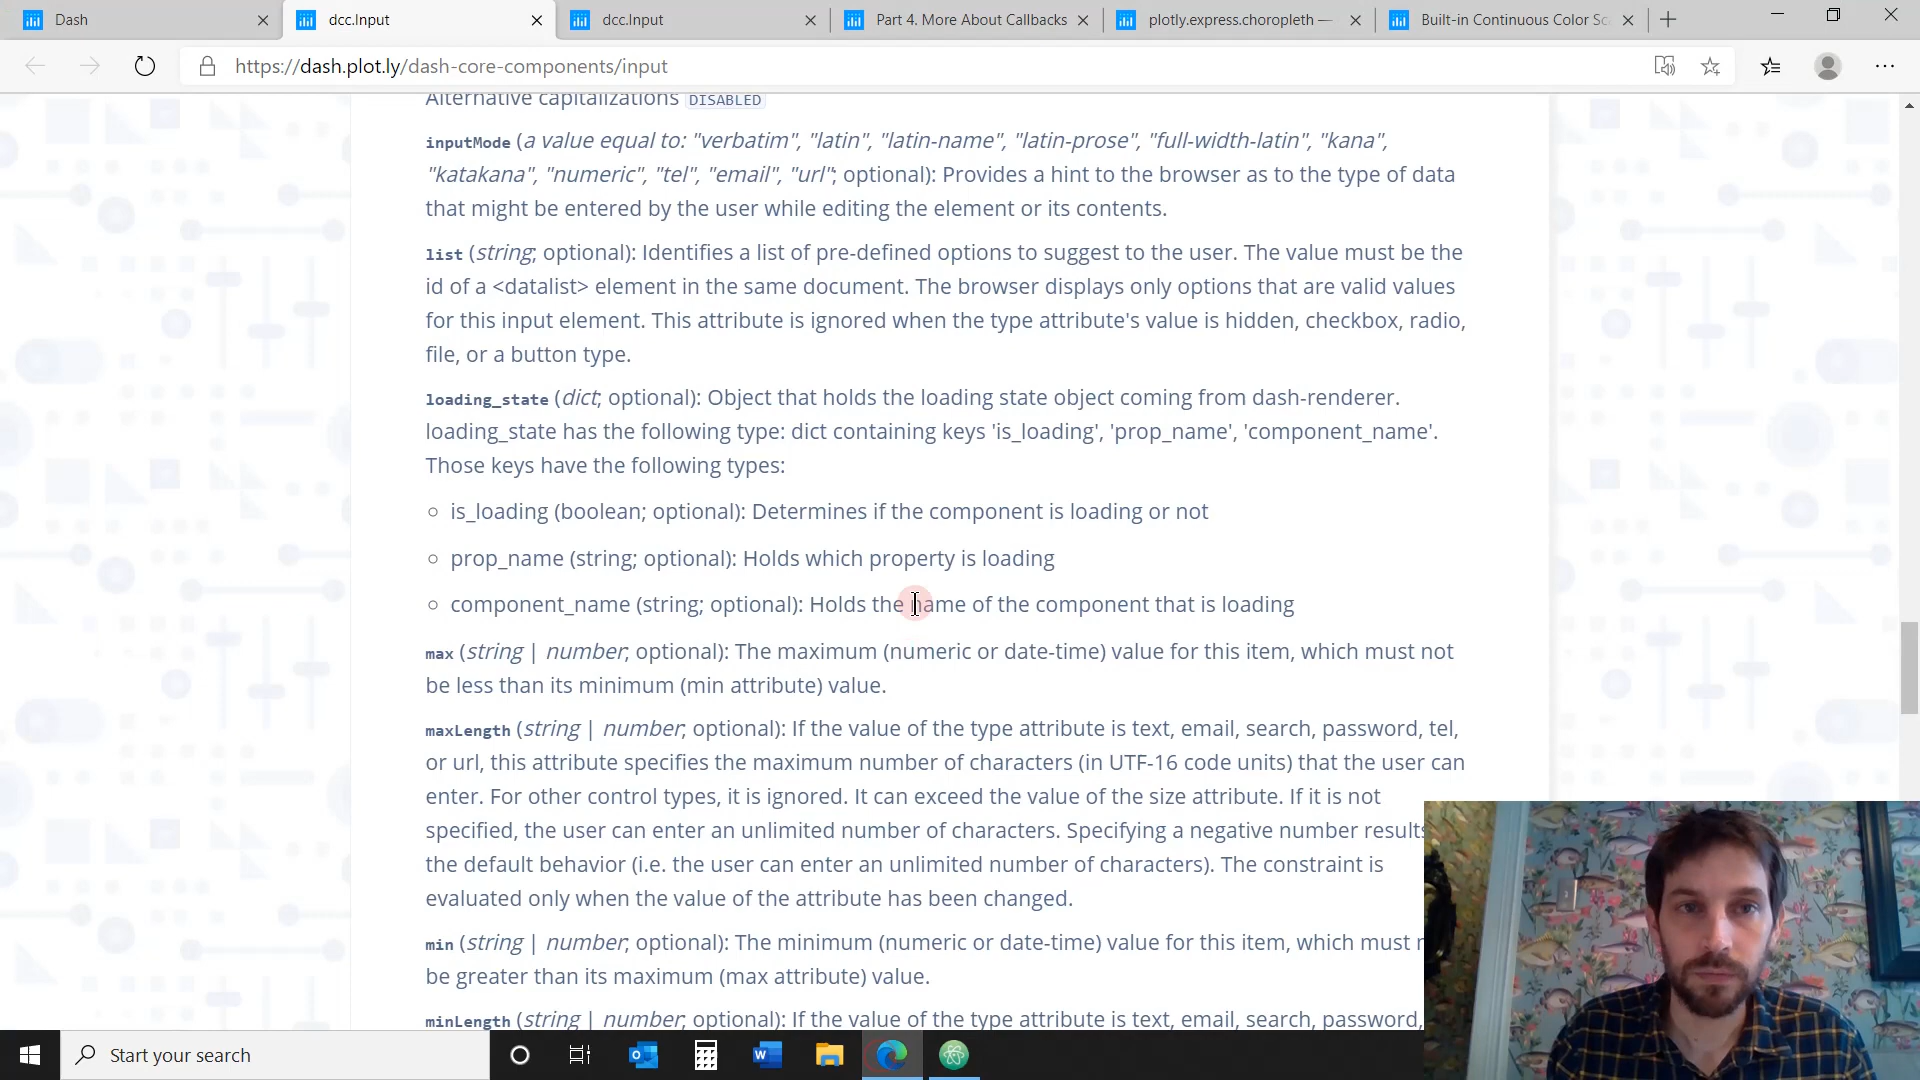 Dash
dcc.Input
dcc.Input
Part 4. More About Callbacks
plotly.express.choropleth —
Built-in Continuous Color Sc
https://dash.plot.ly/dash-core-components/input
Alternative capitalizations DISABLED
inputMode (a value equal to: "verbatim", "latin", "latin-name", "latin-prose", "full-width-latin", "kana",
"katakana", "numeric", "tel", "email", "url"; optional): Provides a hint to the browser as to the type of data
that might be entered by the user while editing the element or its contents.
list (string; optional): Identifies a list of pre-defined options to suggest to the user. The value must be the
id of a <datalist> element in the same document. The browser displays only options that are valid values
for this input element. This attribute is ignored when the type attribute's value is hidden, checkbox, radio,
file, or a button type.
loading_state (dict; optional): Object that holds the loading state object coming from dash-renderer.
loading_state has the following type: dict containing keys 'is_loading', 'prop_name', 'component_name'.
Those keys have the following types:
is_loading (boolean; optional): Determines if the component is loading or not
prop_name (string; optional): Holds which property is loading
component_name (string; optional): Holds the name of the component that is loading
max (string | number; optional): The maximum (numeric or date-time) value for this item, which must not
be less than its minimum (min attribute) value.
maxLength (string | number; optional): If the value of the type attribute is text, email, search, password, tel,
or url, this attribute specifies the maximum number of characters (in UTF-16 code units) that the user can
enter. For other control types, it is ignored. It can exceed the value of the size attribute. If it is not
specified, the user can enter an unlimited number of characters. Specifying a negative number results
the default behavior (i.e. the user can enter an unlimited number of characters). The constraint is
evaluated only when the value of the attribute has been changed.
min (string | number; optional): The minimum (numeric or date-time) value for this item, which must
be greater than its maximum (max attribute) value.
minLength (string | number; optional): If the value of the type attribute is text, email, search, password,
Start your search